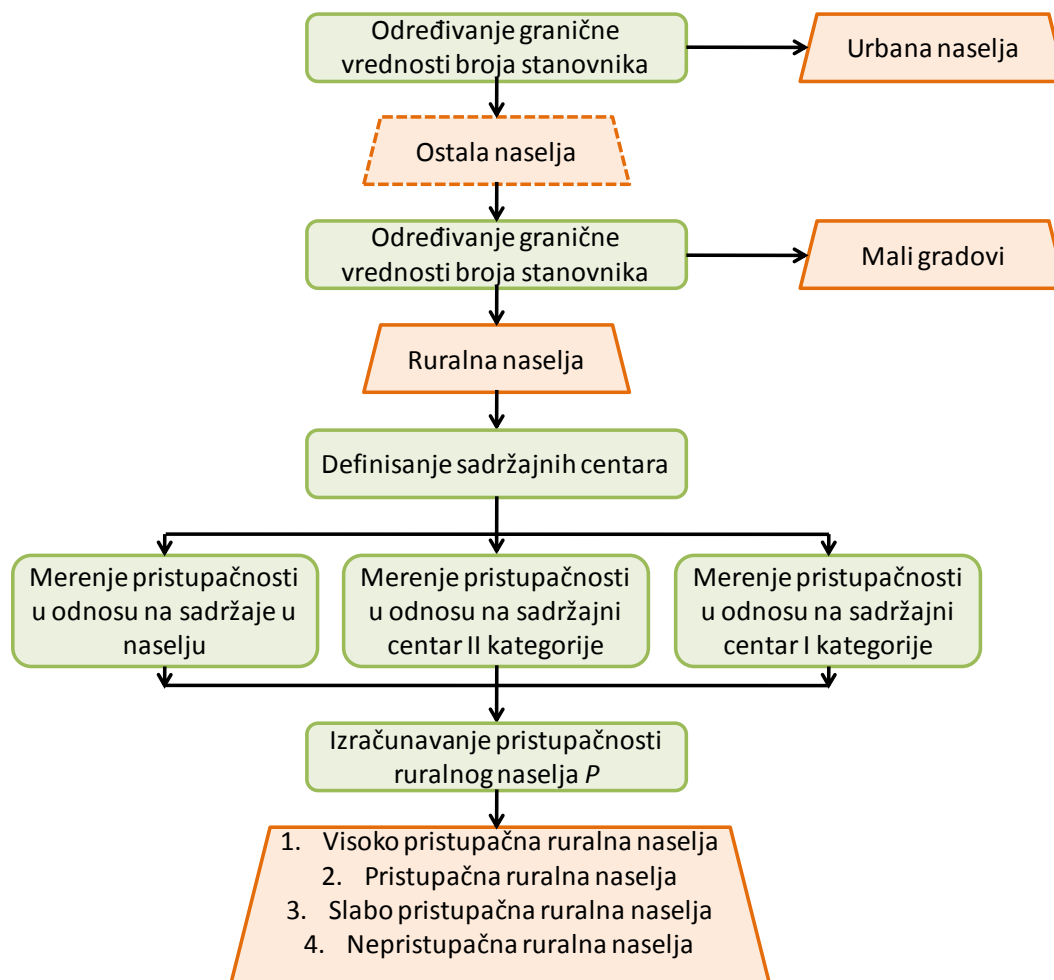 Određivanje granične
vrednosti broja stanovnika
Urbana naselja
Ostala naselja
Određivanje granične
vrednosti broja stanovnika
Mali gradovi
Ruralna naselja
Definisanje sadržajnih centara
Merenje pristupačnosti
u odnosu na sadržaje u
naselju
Merenje pristupačnosti
u odnosu na sadržajni
centar II kategorije
Merenje pristupačnosti
u odnosu na sadržajni
centar I kategorije
Izračunavanje pristupačnosti
ruralnog naselja P
1. Visoko pristupačna ruralna naselja
2. Pristupačna ruralna naselja
3. Slabo pristupačna ruralna naselja
4. Nepristupačna ruralna naselja